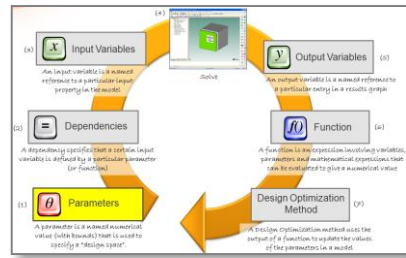 (4)
(3)
x
Input Variables
An input variable is a named
reference to a particular input
property in the model
Solve
y
Output Variables
(5)
An output variable is a named reference to
a particular entry in a results graph
(2)
=
Dependencies
A dependency specifies that a certain input
variable is defined by a particular parameter
(or function)
f()
Function
(6)
A function is an expression involving variables,
parameters and mathematical expressions that
can be evaluated to give a numerical value
(1)
θ
Parameters
A parameter is a named numerical
value (with bounds) that is used to
specify a "design space".
Design Optimization
Method
(7)
A Design Optimization method uses the
output of a function to update the values
of the parameters in a model